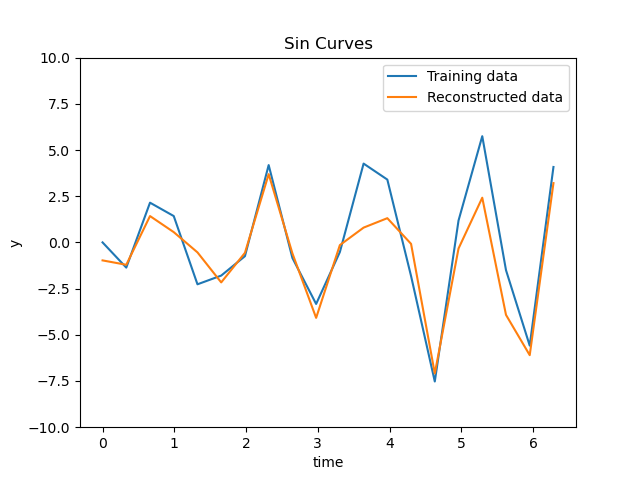 Sin Curves
Training data
Reconstructed data
10.0
7.5
5.0
2.5
0.0
−2.5
−5.0
−7.5
−10.0
y
0 1 2 3 4 5 6
time